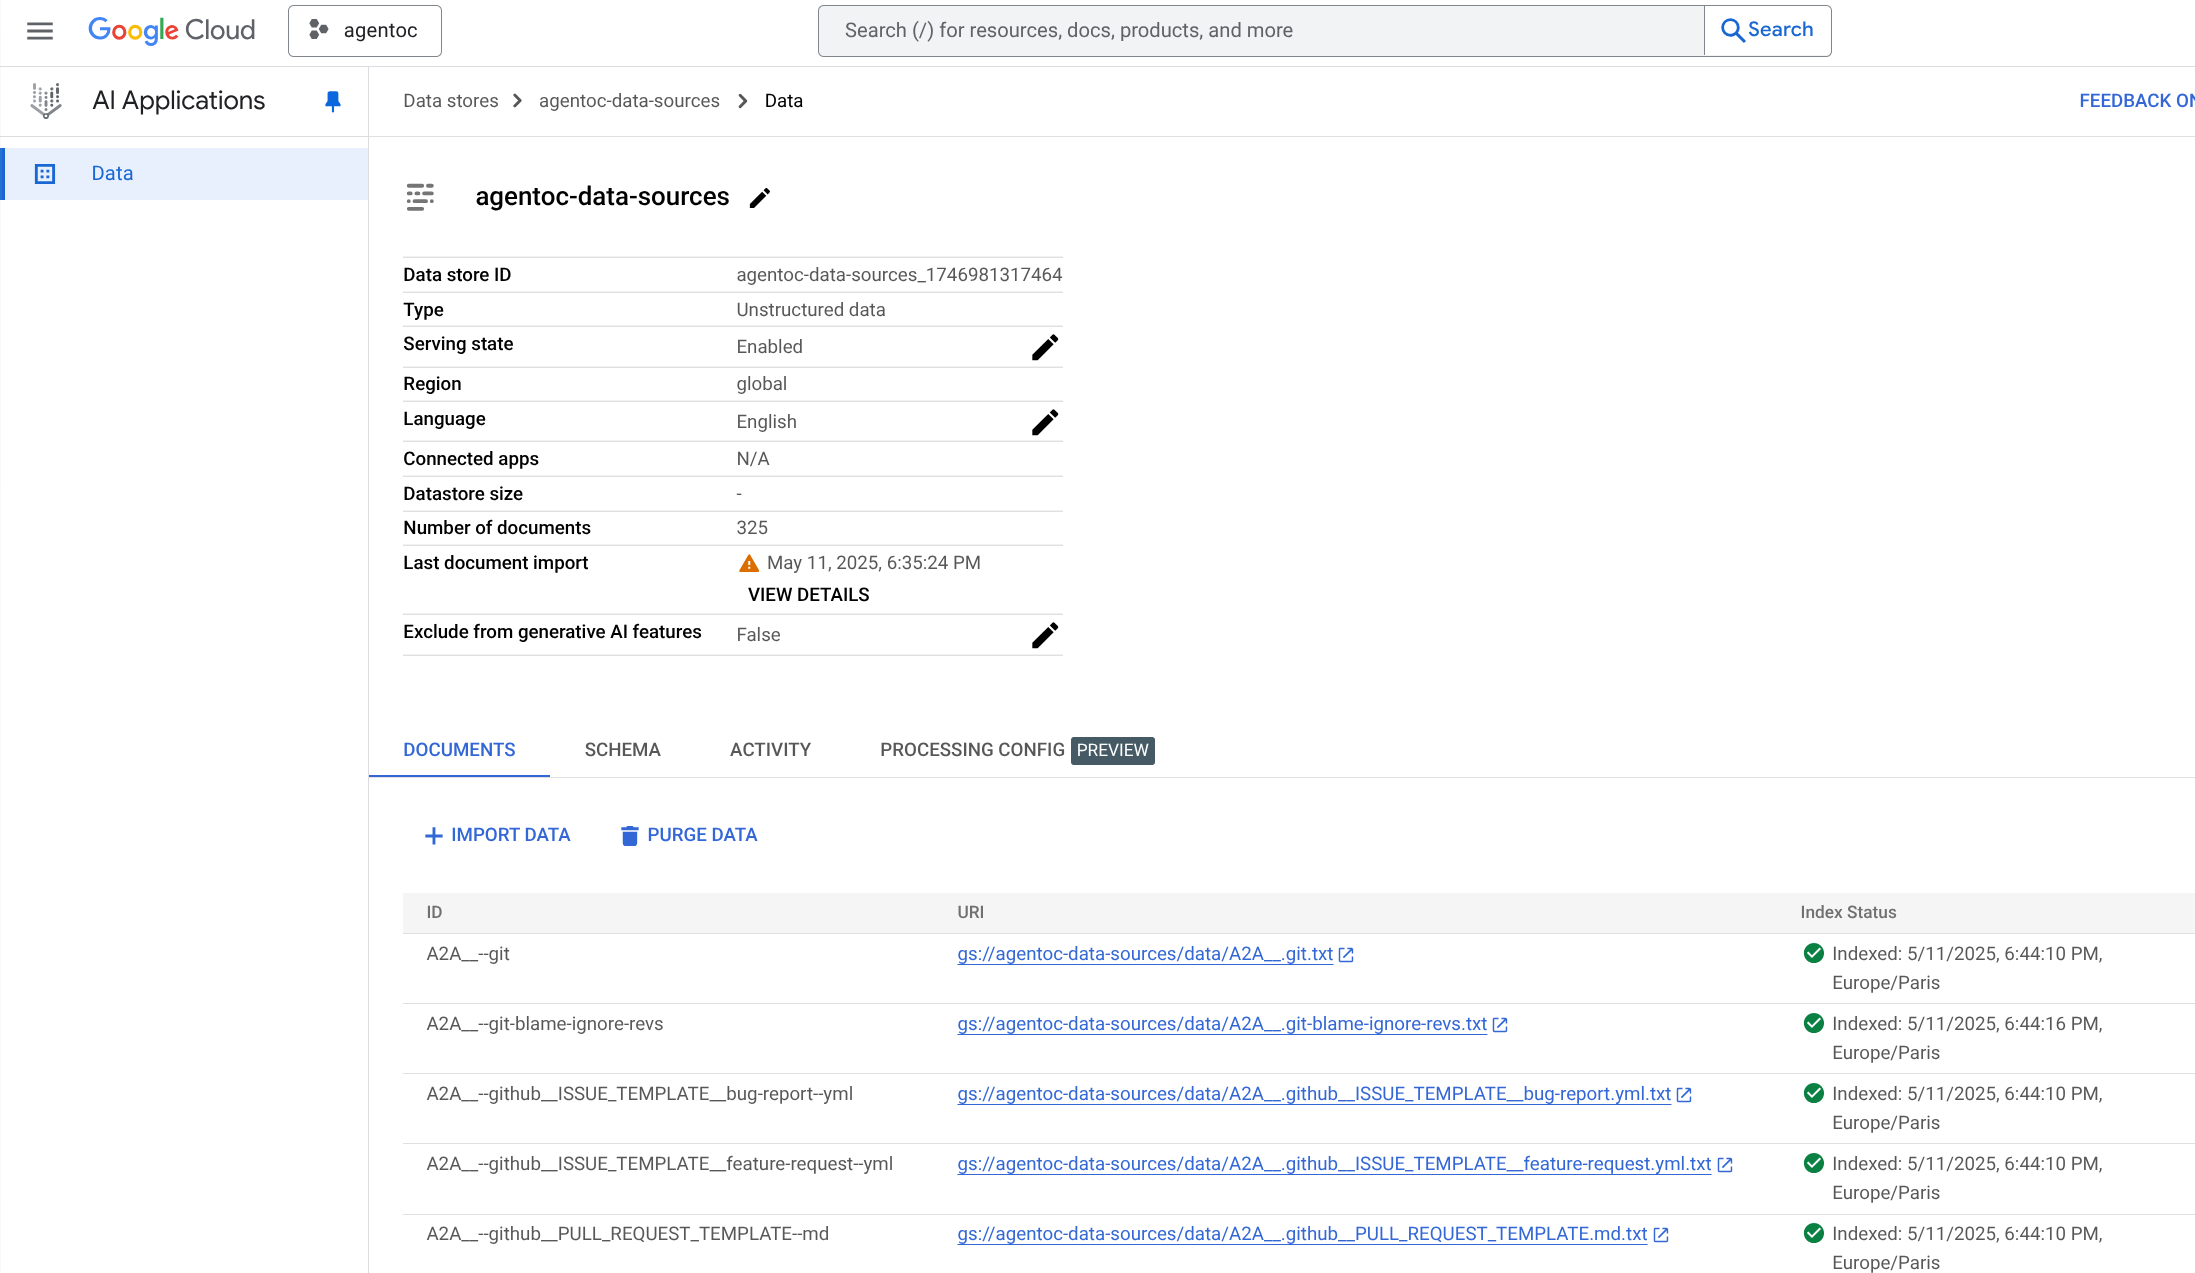 Google Cloud
agentoc
Search (/) for resources, docs, products, and more
Search
AI Applications
Data stores
agentoc-data-sources
Data
FEEDBACK ON
Data
agentoc-data-sources
Data store ID agentoc-data-sources_1746981317464
Type Unstructured data
Serving state Enabled
Region global
Language English
Connected apps N/A
Datastore size -
Number of documents 325
Last document import May 11, 2025, 6:35:24 PM
VIEW DETAILS
Exclude from generative AI features False
DOCUMENTS SCHEMA ACTIVITY PROCESSING CONFIG PREVIEW
IMPORT DATA PURGE DATA
ID URI Index Status
A2A__--git gs://agentoc-data-sources/data/A2A__.git.txt Indexed: 5/11/2025, 6:44:10 PM,
Europe/Paris
A2A__--git-blame-ignore-revs gs://agentoc-data-sources/data/A2A__.git-blame-ignore-revs.txt Indexed: 5/11/2025, 6:44:16 PM,
Europe/Paris
A2A__--github__ISSUE_TEMPLATE__bug-report--yml gs://agentoc-data-sources/data/A2A__.github__ISSUE_TEMPLATE__bug-report.yml.txt Indexed: 5/11/2025, 6:44:10 PM,
Europe/Paris
A2A__--github__ISSUE_TEMPLATE__feature-request--yml gs://agentoc-data-sources/data/A2A__.github__ISSUE_TEMPLATE__feature-request.yml.txt Indexed: 5/11/2025, 6:44:10 PM,
Europe/Paris
A2A__--github__PULL_REQUEST_TEMPLATE--md gs://agentoc-data-sources/data/A2A__.github__PULL_REQUEST_TEMPLATE.md.txt Indexed: 5/11/2025, 6:44:10 PM,
Europe/Paris